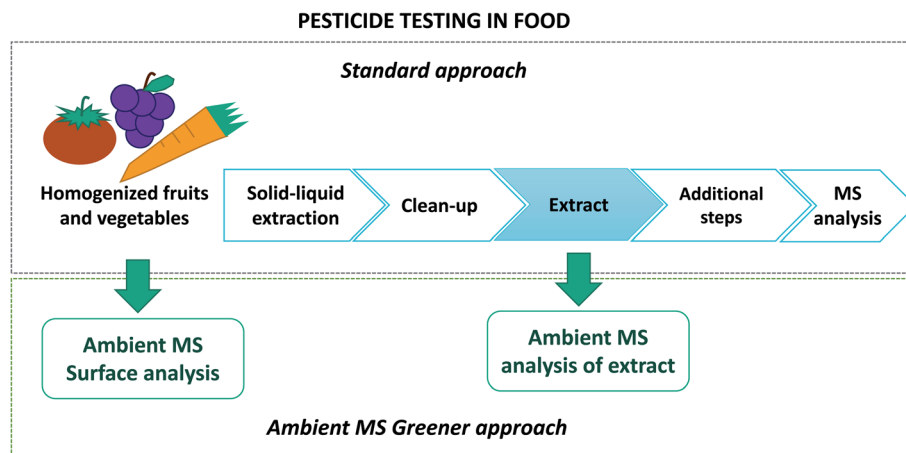 PESTICIDE TESTING IN FOOD
Standard approach
Homogenized fruits
and vegetables
Solid-liquid
extraction
Clean-up
Extract
Additional
steps
MS
analysis
Ambient MS
Surface analysis
Ambient MS
analysis of extract
Ambient MS Greener approach